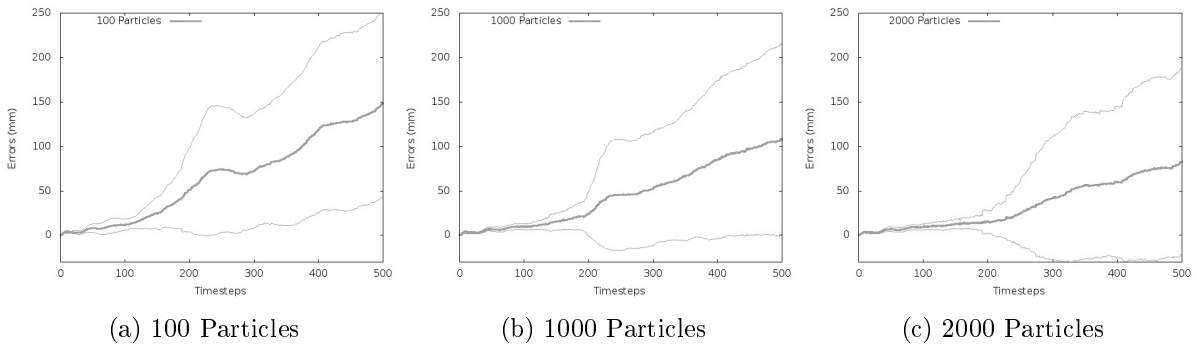 250
200
150
100
50
0
Errors (mm)
100 Particles
0 100 200 300 400 500
Timesteps
(a) 100 Particles
250
200
150
100
50
0
Errors (mm)
1000 Particles
0 100 200 300 400 500
Timesteps
(b) 1000 Particles
250
200
150
100
50
0
Errors (mm)
2000 Particles
0 100 200 300 400 500
Timesteps
(c) 2000 Particles